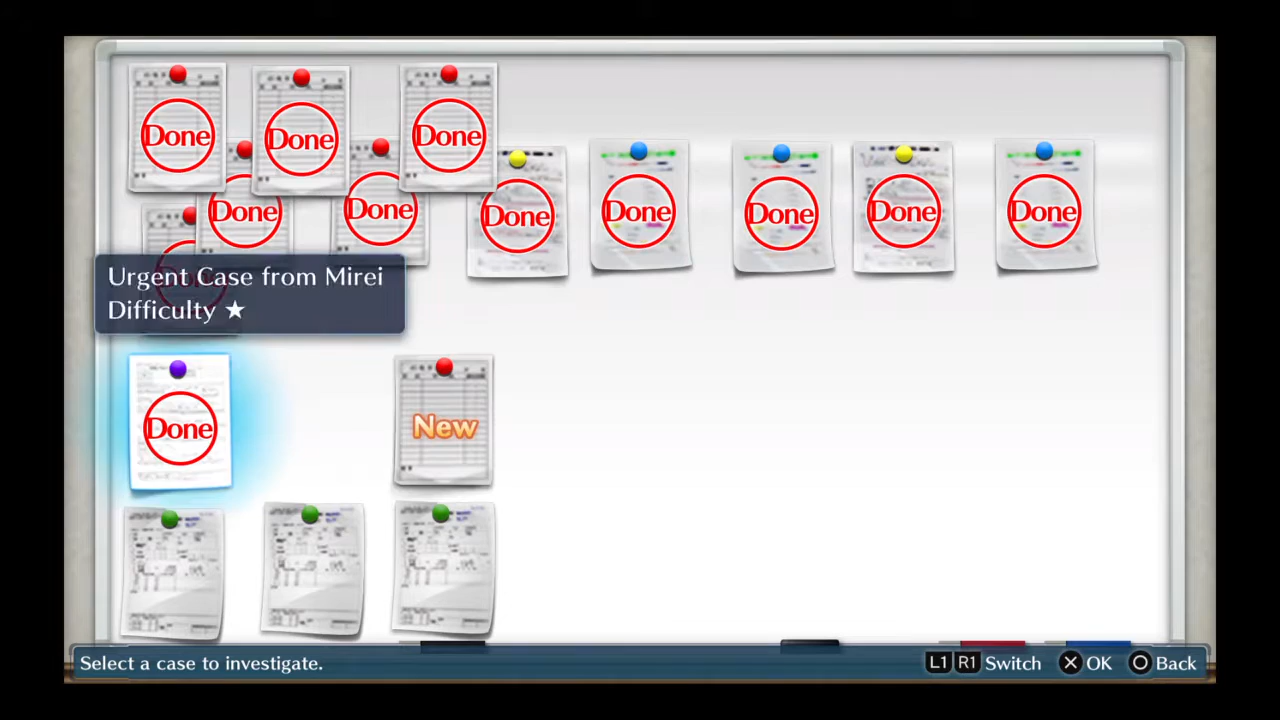 Done
Done
Done
Done
Done
Done
Done
Done
Done
Done
Urgent Case from Mirei
Difficulty ★
Done
New
Select a case to investigate.
L1 R1 Switch OK Back